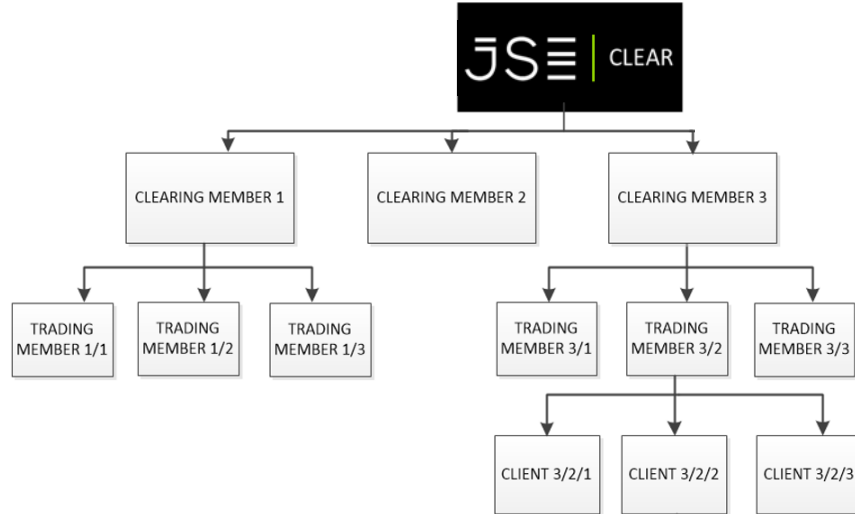 JSE | CLEAR
CLEARING MEMBER 1
CLEARING MEMBER 2
CLEARING MEMBER 3
TRADING
MEMBER 1/1
TRADING
MEMBER 1/2
TRADING
MEMBER 1/3
TRADING
MEMBER 3/1
TRADING
MEMBER 3/2
TRADING
MEMBER 3/3
CLIENT 3/2/1
CLIENT 3/2/2
CLIENT 3/2/3